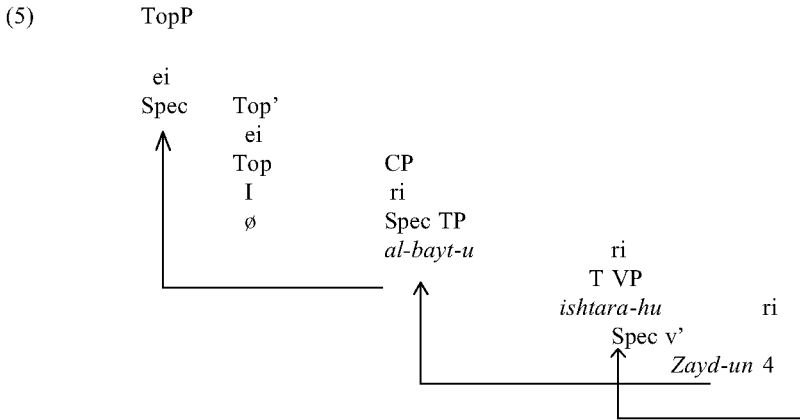 (5) TopP
ei
Spec Top’
ei
Top CP
I ri
ø Spec TP
al-bayt-u
ri
T VP
ishtara-hu ri
Spec v’
Zayd-un 4